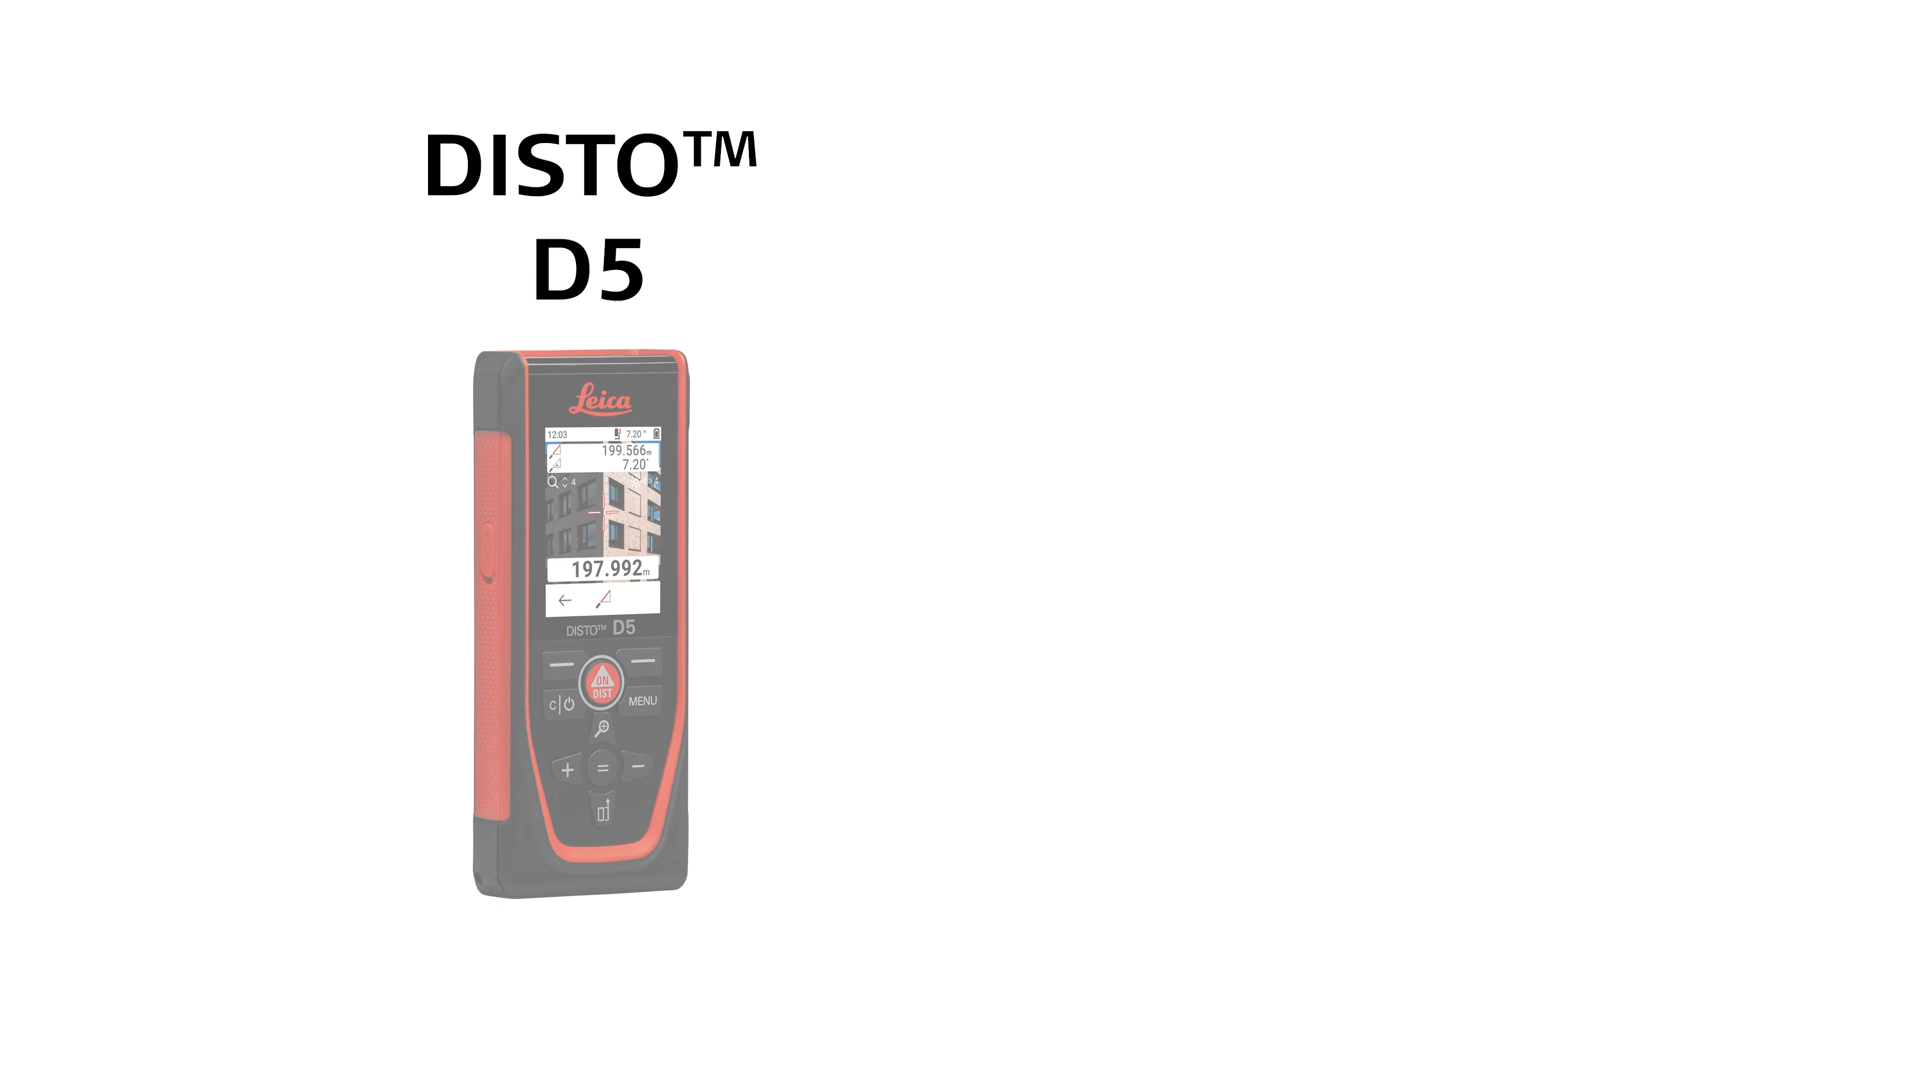 DISTO™
D5
Leica
12:03 7.20°
199.566m
7.20°
4
197.992m
DISTO™ D5
ON
DIST
C MENU
+ = −